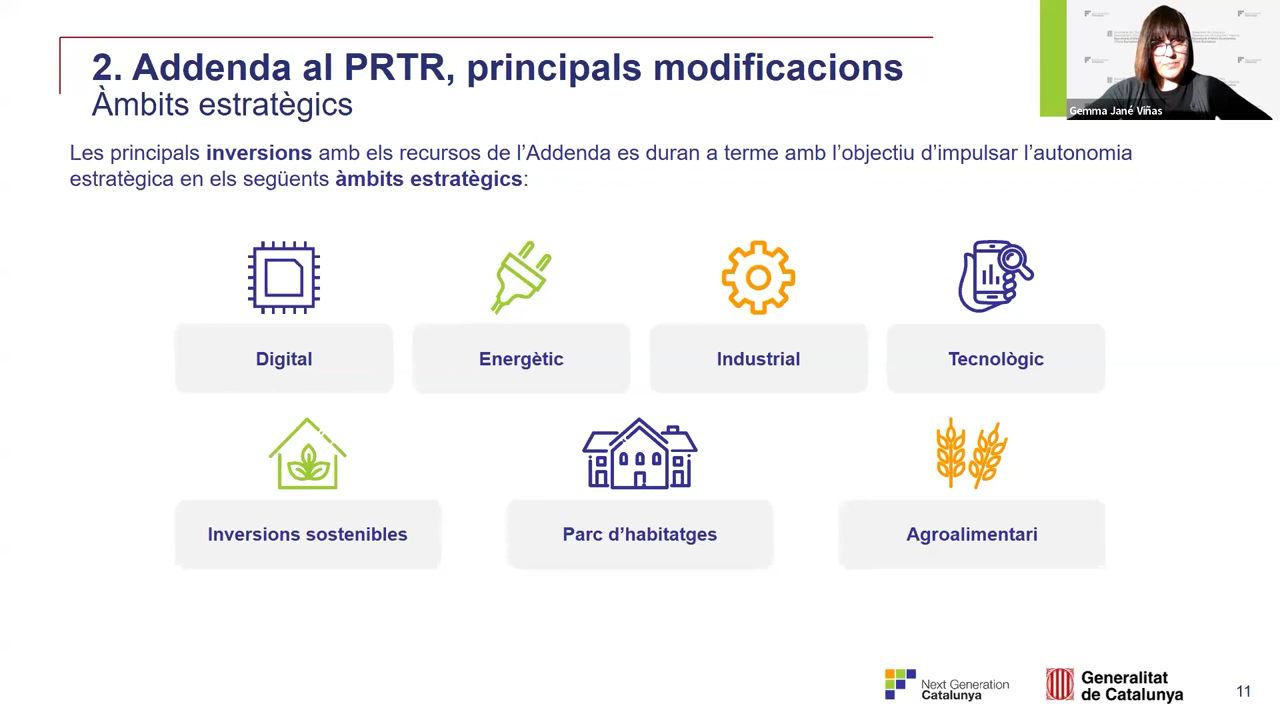 2. Addenda al PRTR, principals modificacions
Àmbits estratègics
Gemma Jané Viñas
Les principals inversions amb els recursos de l’Addenda es duran a terme amb l’objectiu d’impulsar l’autonomia
estratègica en els següents àmbits estratègics:
Digital
Energètic
Industrial
Tecnològic
Inversions sostenibles
Parc d’habitatges
Agroalimentari
Next Generation
Catalunya
Generalitat
de Catalunya
11